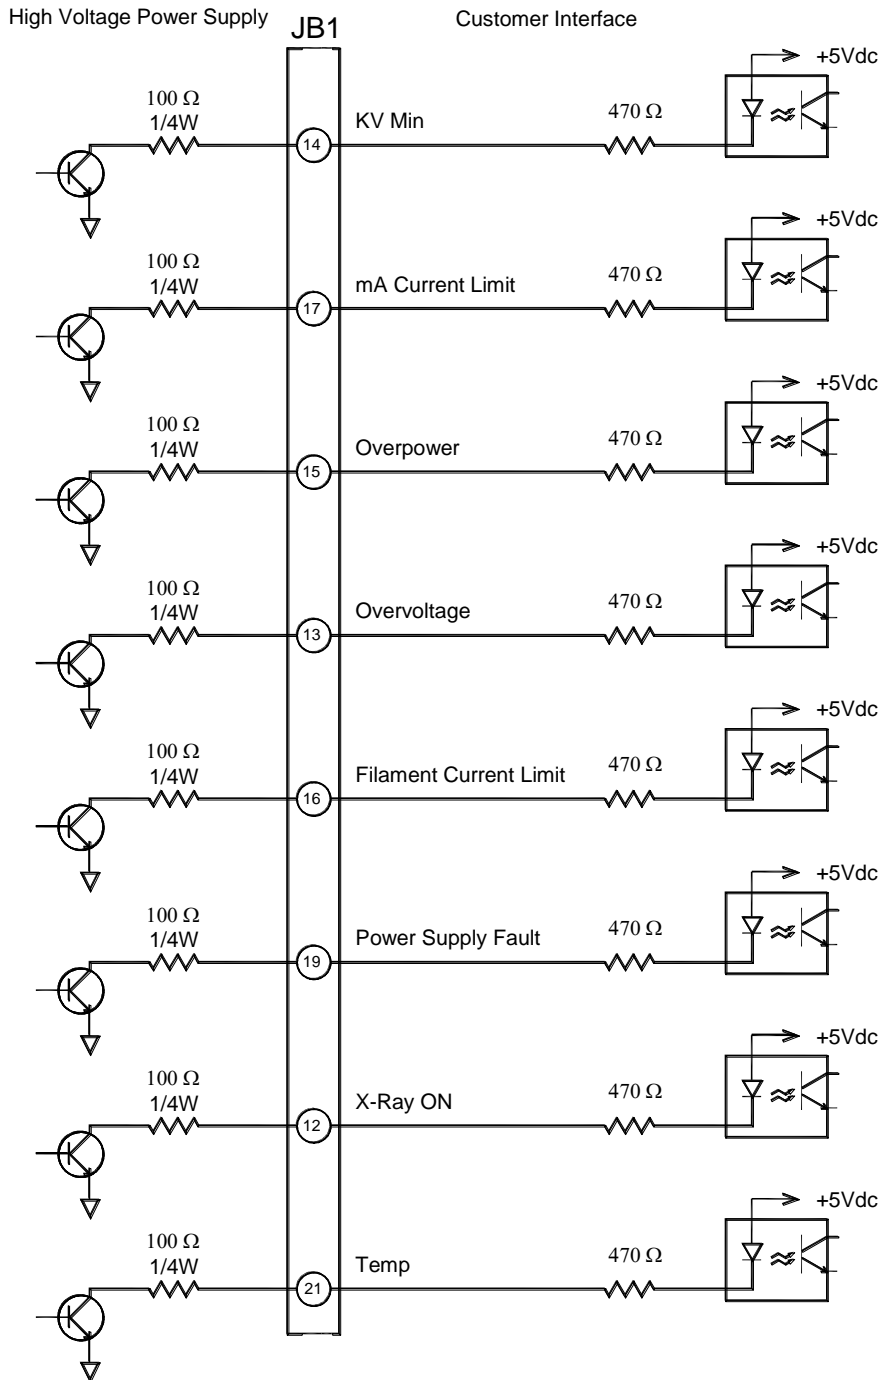 High Voltage Power Supply
JB1
Customer Interface
+5Vdc
100 Ω
1/4W
14
KV Min
470 Ω
+5Vdc
100 Ω
1/4W
17
mA Current Limit
470 Ω
+5Vdc
100 Ω
1/4W
15
Overpower
470 Ω
+5Vdc
100 Ω
1/4W
13
Overvoltage
470 Ω
+5Vdc
100 Ω
1/4W
16
Filament Current Limit
470 Ω
+5Vdc
100 Ω
1/4W
19
Power Supply Fault
470 Ω
+5Vdc
100 Ω
1/4W
12
X-Ray ON
470 Ω
+5Vdc
100 Ω
1/4W
21
Temp
470 Ω